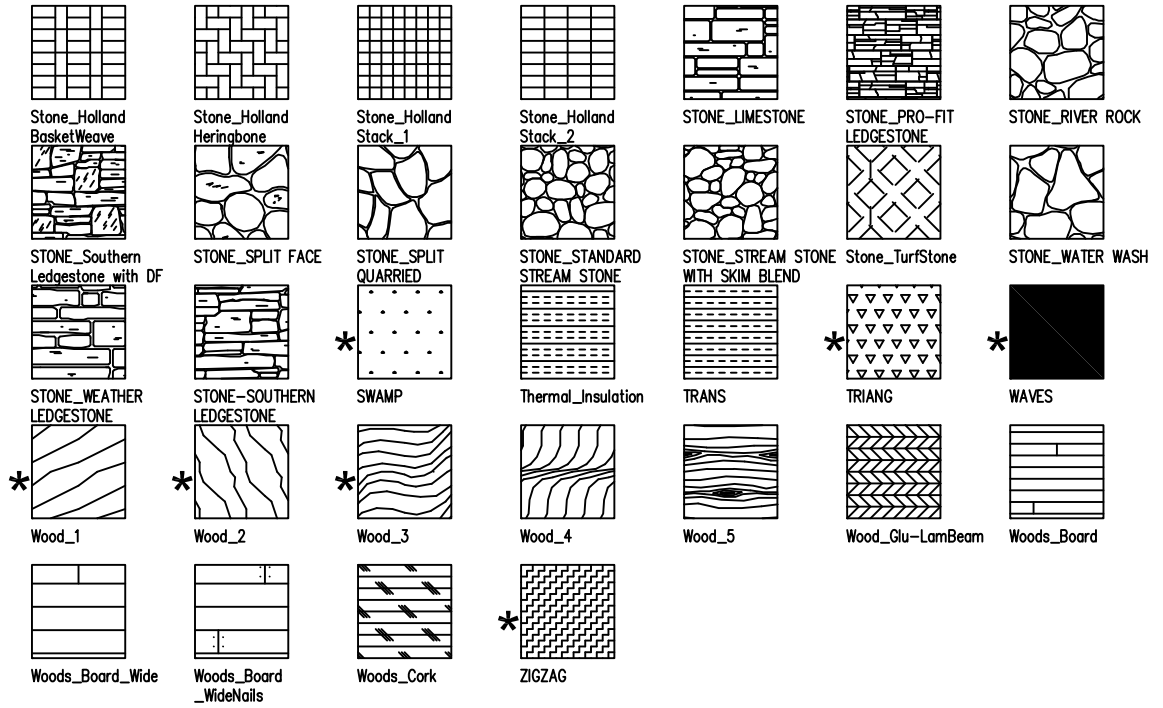 Stone_Holland
BasketWeave
Stone_Holland
Heringbone
Stone_Holland
Stack_1
Stone_Holland
Stack_2
STONE_LIMESTONE
STONE_PRO-FIT
LEDGESTONE
STONE_RIVER ROCK
STONE_Southern
Ledgestone with DF
STONE_SPLIT FACE
STONE_SPLIT
QUARRIED
STONE_STANDARD
STREAM STONE
STONE_STREAM STONE
WITH SKIM BLEND
Stone_TurfStone
STONE_WATER WASH
STONE_WEATHER
LEDGESTONE
STONE-SOUTHERN
LEDGESTONE
*
SWAMP
Thermal_Insulation
TRANS
*
TRIANG
*
WAVES
*
Wood_1
*
Wood_2
*
Wood_3
Wood_4
Wood_5
Wood_Glu-LamBeam
Woods_Board
Woods_Board_Wide
Woods_Board
_WideNails
Woods_Cork
*
ZIGZAG